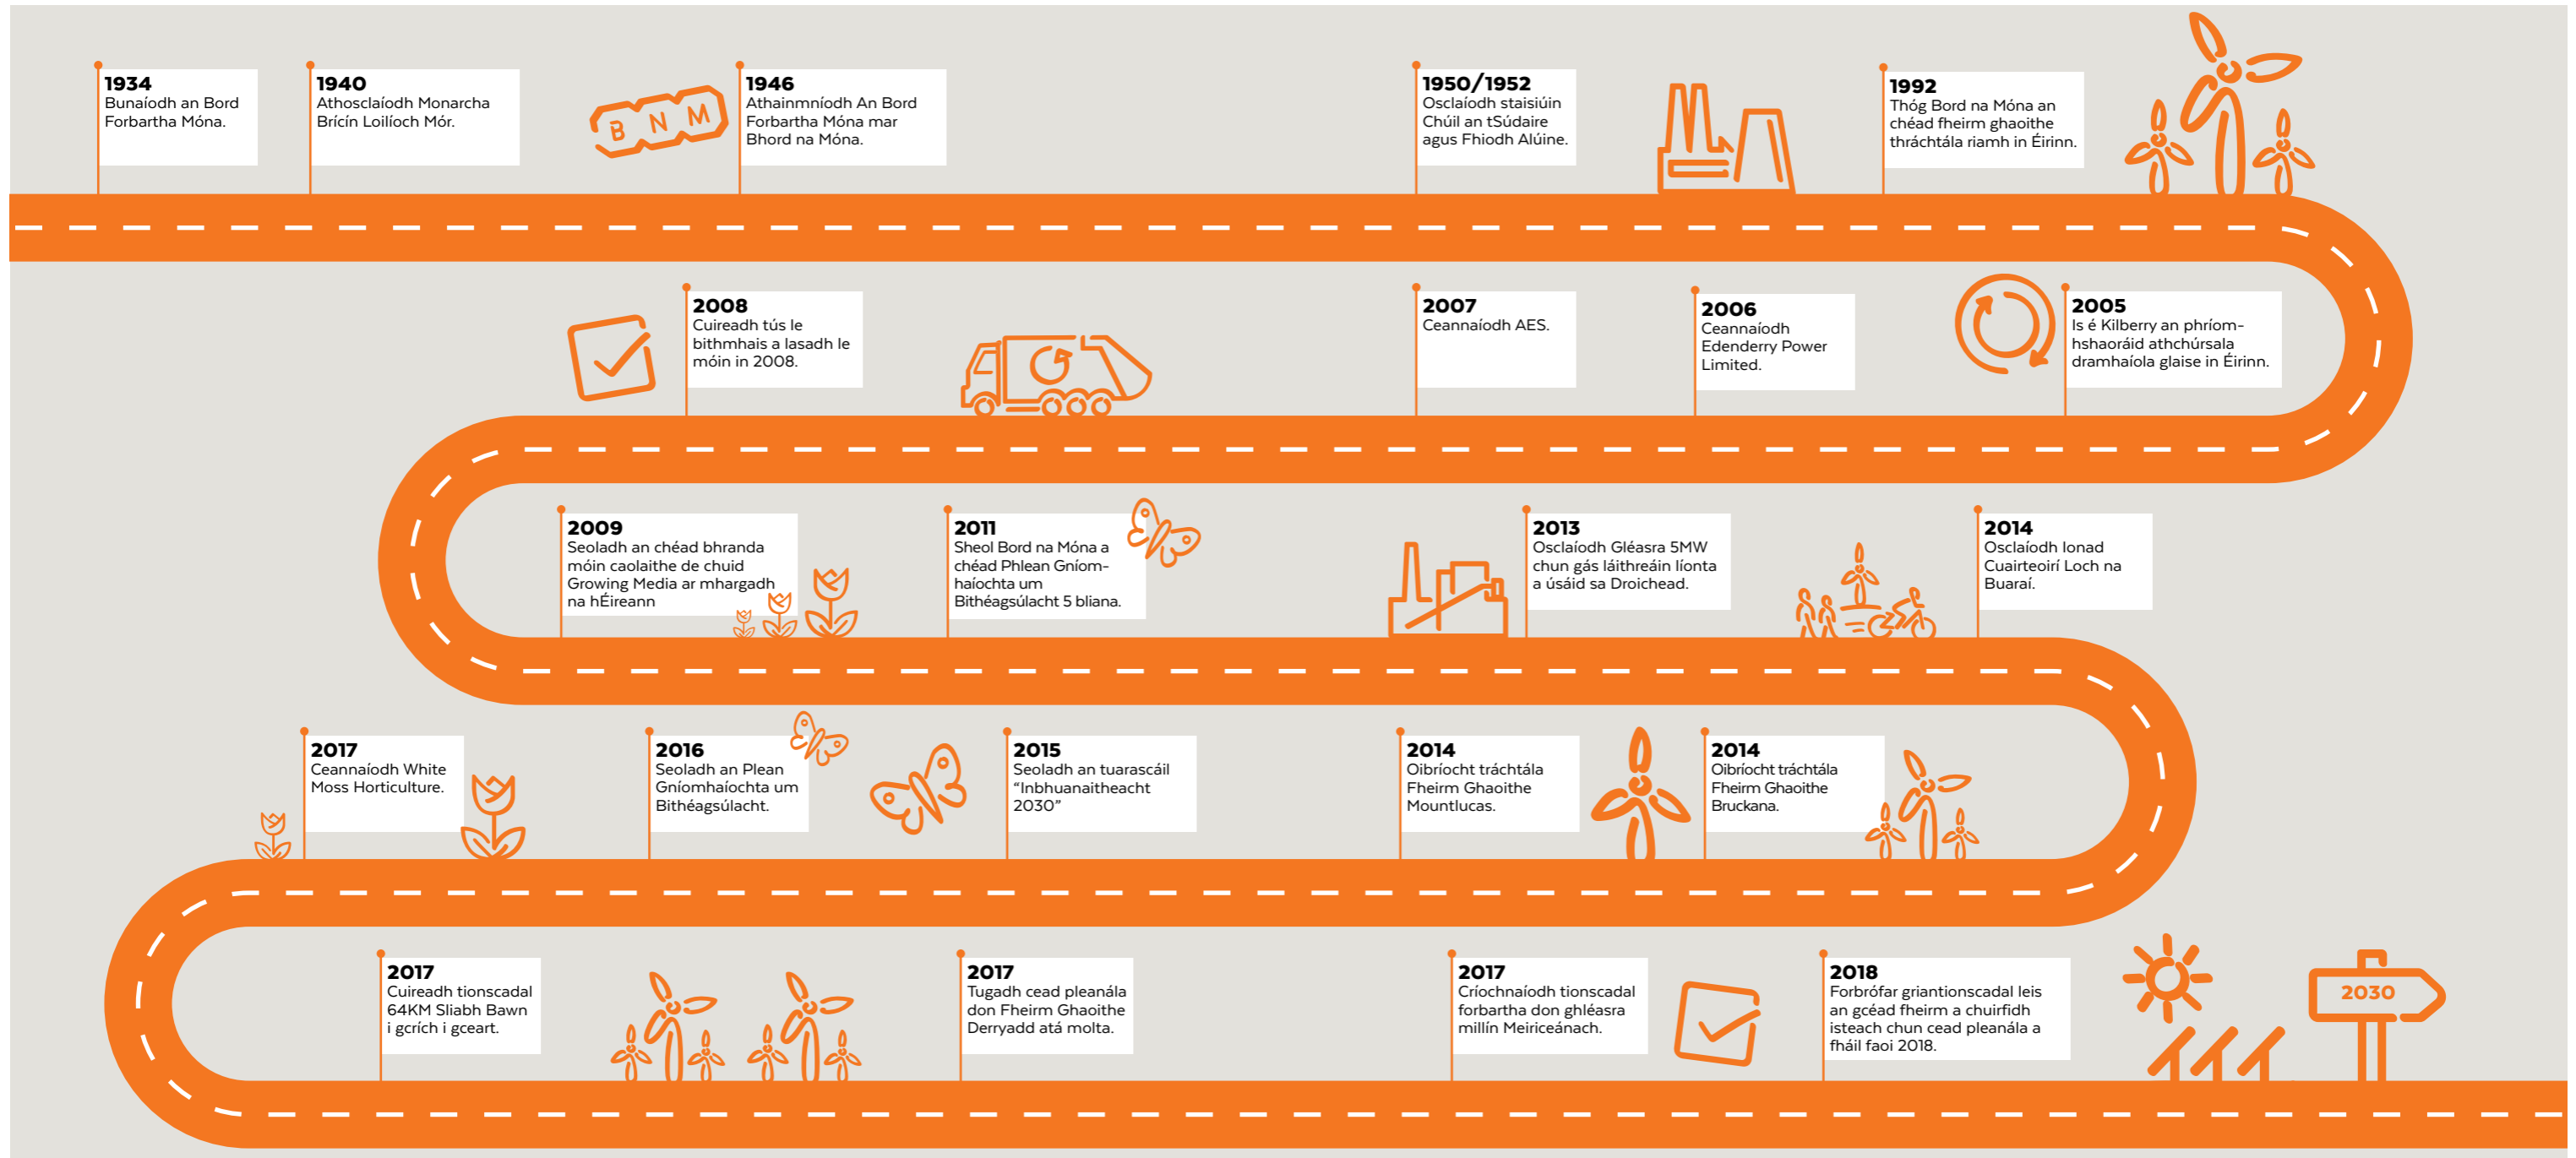 1934
Bunaíodh an Bord
Forbartha Móna.
1940
Athosclaíodh Monarcha
Brícín Loilíoch Mór.
B N M
1946
Athainmníodh An Bord
Forbartha Móna mar
Bhord na Móna.
1950/1952
Osclaíodh staisiúin
Chúil an tSúdaire
agus Fhiodh Alúine.
1992
Thóg Bord na Móna an
chéad fheirm ghaoithe
thráchtála riamh in Éirinn.
2005
Is é Kilberry an phríom-
hshaoráid athchúrsala
dramhaíola glaise in Éirinn.
2006
Ceannaíodh
Edenderry Power
Limited.
2007
Ceannaíodh AES.
2008
Cuireadh tús le
bithmhais a lasadh le
móin in 2008.
2009
Seoladh an chéad bhranda
móin caolaithe de chuid
Growing Media ar mhargadh
na hÉireann
2011
Sheol Bord na Móna a
chéad Phlean Gníom-
haíochta um
Bithéagsúlacht 5 bliana.
2013
Osclaíodh Gléasra 5MW
chun gás láithreáin líonta
a úsáid sa Droichead.
2014
Osclaíodh Ionad
Cuairteoirí Loch na
Buaraí.
2014
Oibríocht tráchtála
Fheirm Ghaoithe
Bruckana.
2014
Oibríocht tráchtála
Fheirm Ghaoithe
Mountlucas.
2015
Seoladh an tuarascáil
“Inbhuanaitheacht
2030”
2016
Seoladh an Plean
Gníomhaíochta um
Bithéagsúlacht.
2017
Ceannaíodh White
Moss Horticulture.
2017
Cuireadh tionscadal
64KM Sliabh Bawn
i gcrích i gceart.
2017
Tugadh cead pleanála
don Fheirm Ghaoithe
Derryadd atá molta.
2017
Críochnaíodh tionscadal
forbartha don ghléasra
millín Meiriceánach.
2018
Forbrófar griantionscadal leis
an gcéad fheirm a chuirfidh
isteach chun cead pleanála a
fháil faoi 2018.
2030